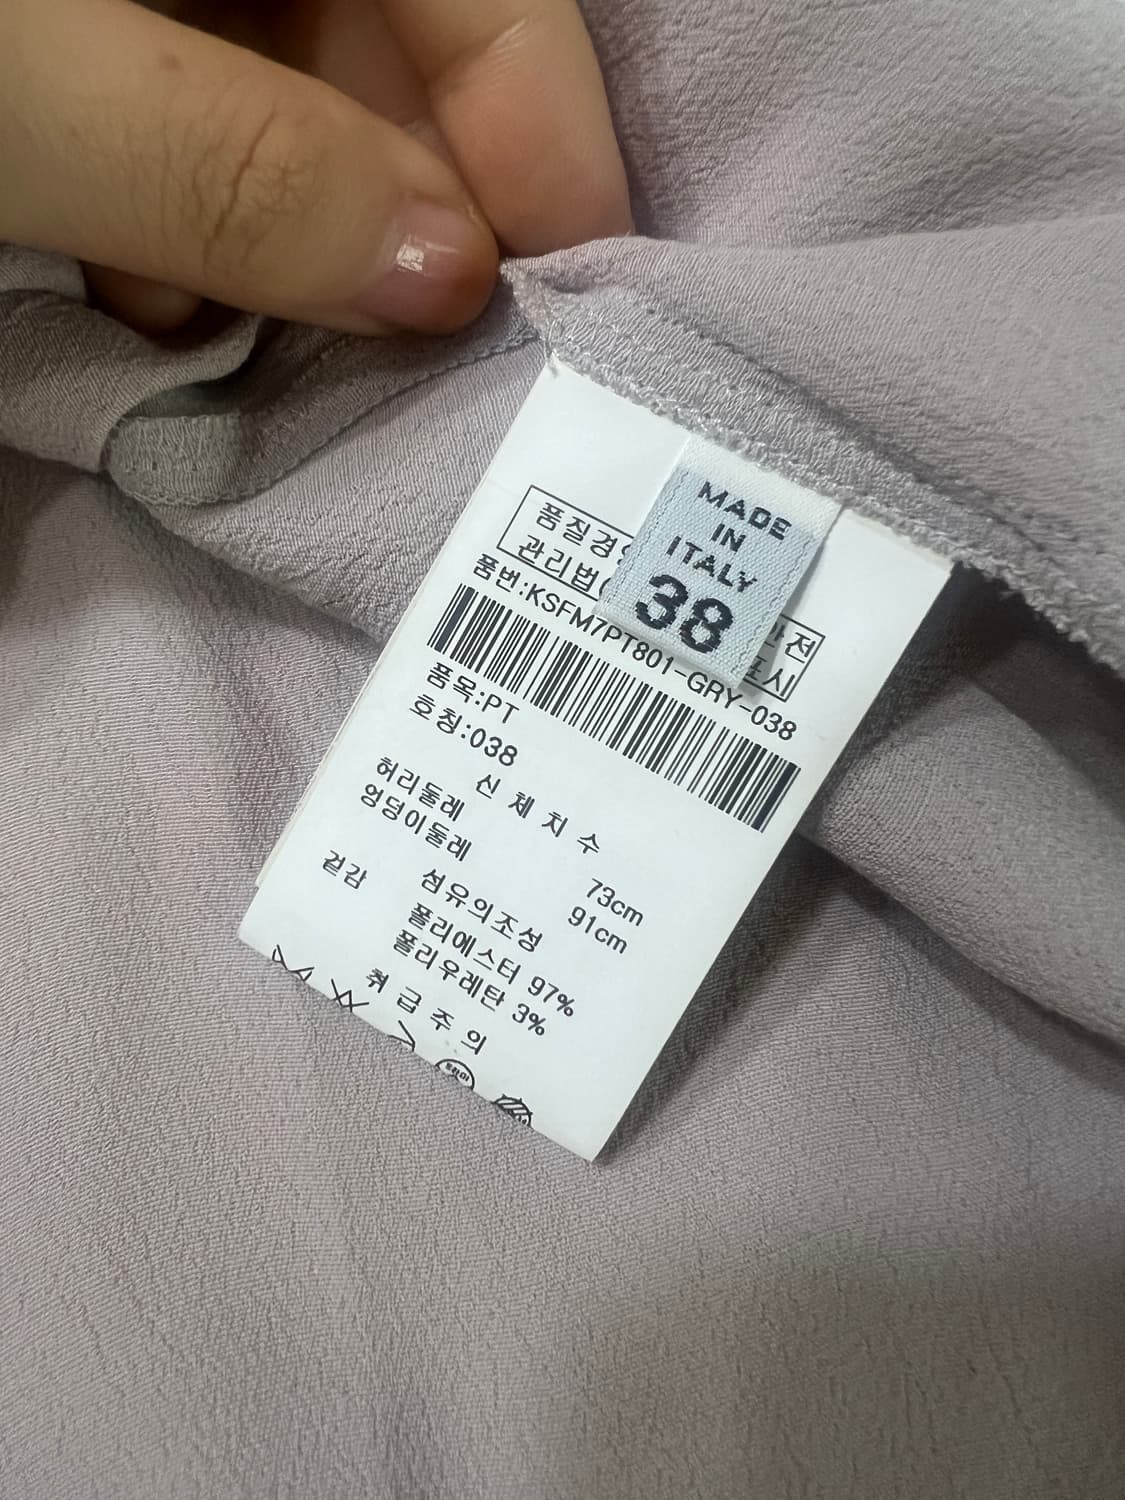 MADE
IN
ITALY
38
품질경
관리법
안전
표시
품번:KSFM7PT801-GRY-038
품목:PT
호칭:038
신체치수
허리둘레 73cm
엉덩이둘레 91cm
섬유의조성
겉감 폴리에스터 97%
폴리우레탄 3%
취급주의